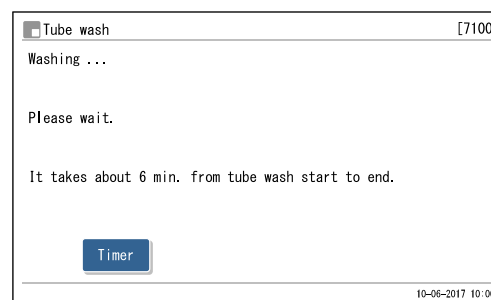 Tube wash [7100
Washing ...
Please wait.
It takes about 6 min. from tube wash start to end.
Timer
10-06-2017 10:0